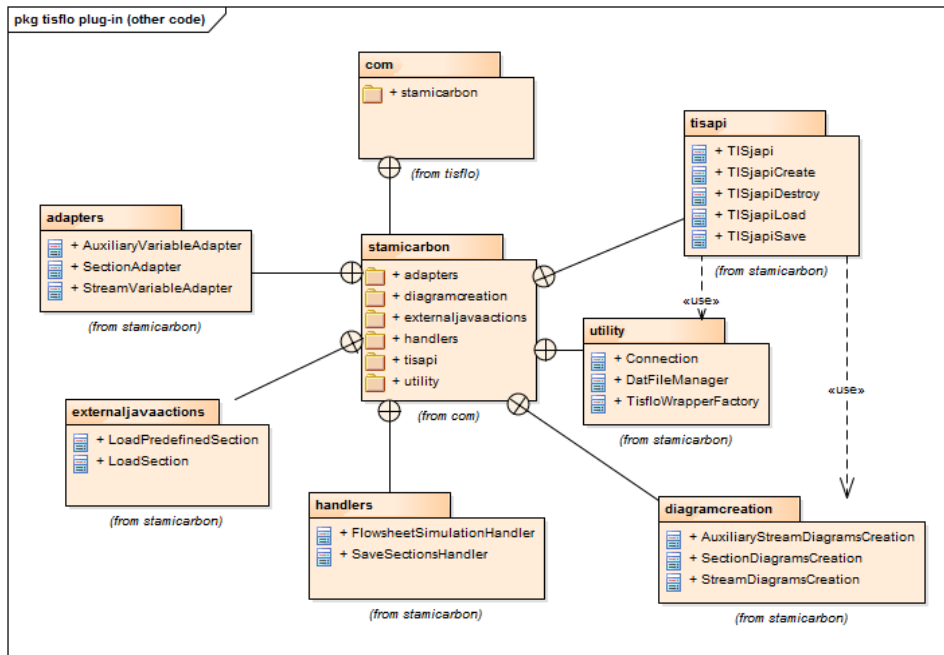 pkg tisflo plug-in (other code)
com
+ stamicarbon
(from tisflo)
tisapi
+ TISjapi
+ TISjapiCreate
+ TISjapiDestroy
+ TISjapiLoad
+ TISjapiSave
(from stamicarbon)
adapters
+ AuxiliaryVariableAdapter
+ SectionAdapter
+ StreamVariableAdapter
(from stamicarbon)
stamicarbon
+ adapters
+ diagramcreation
+ externaljavaactions
+ handlers
+ tisapi
+ utility
(from com)
«use»
utility
+ Connection
+ DatFileManager
+ TisfloWrapperFactory
(from stamicarbon)
«use»
externaljavaactions
+ LoadPredefinedSection
+ LoadSection
(from stamicarbon)
handlers
+ FlowsheetSimulationHandler
+ SaveSectionsHandler
(from stamicarbon)
diagramcreation
+ AuxiliaryStreamDiagramsCreation
+ SectionDiagramsCreation
+ StreamDiagramsCreation
(from stamicarbon)